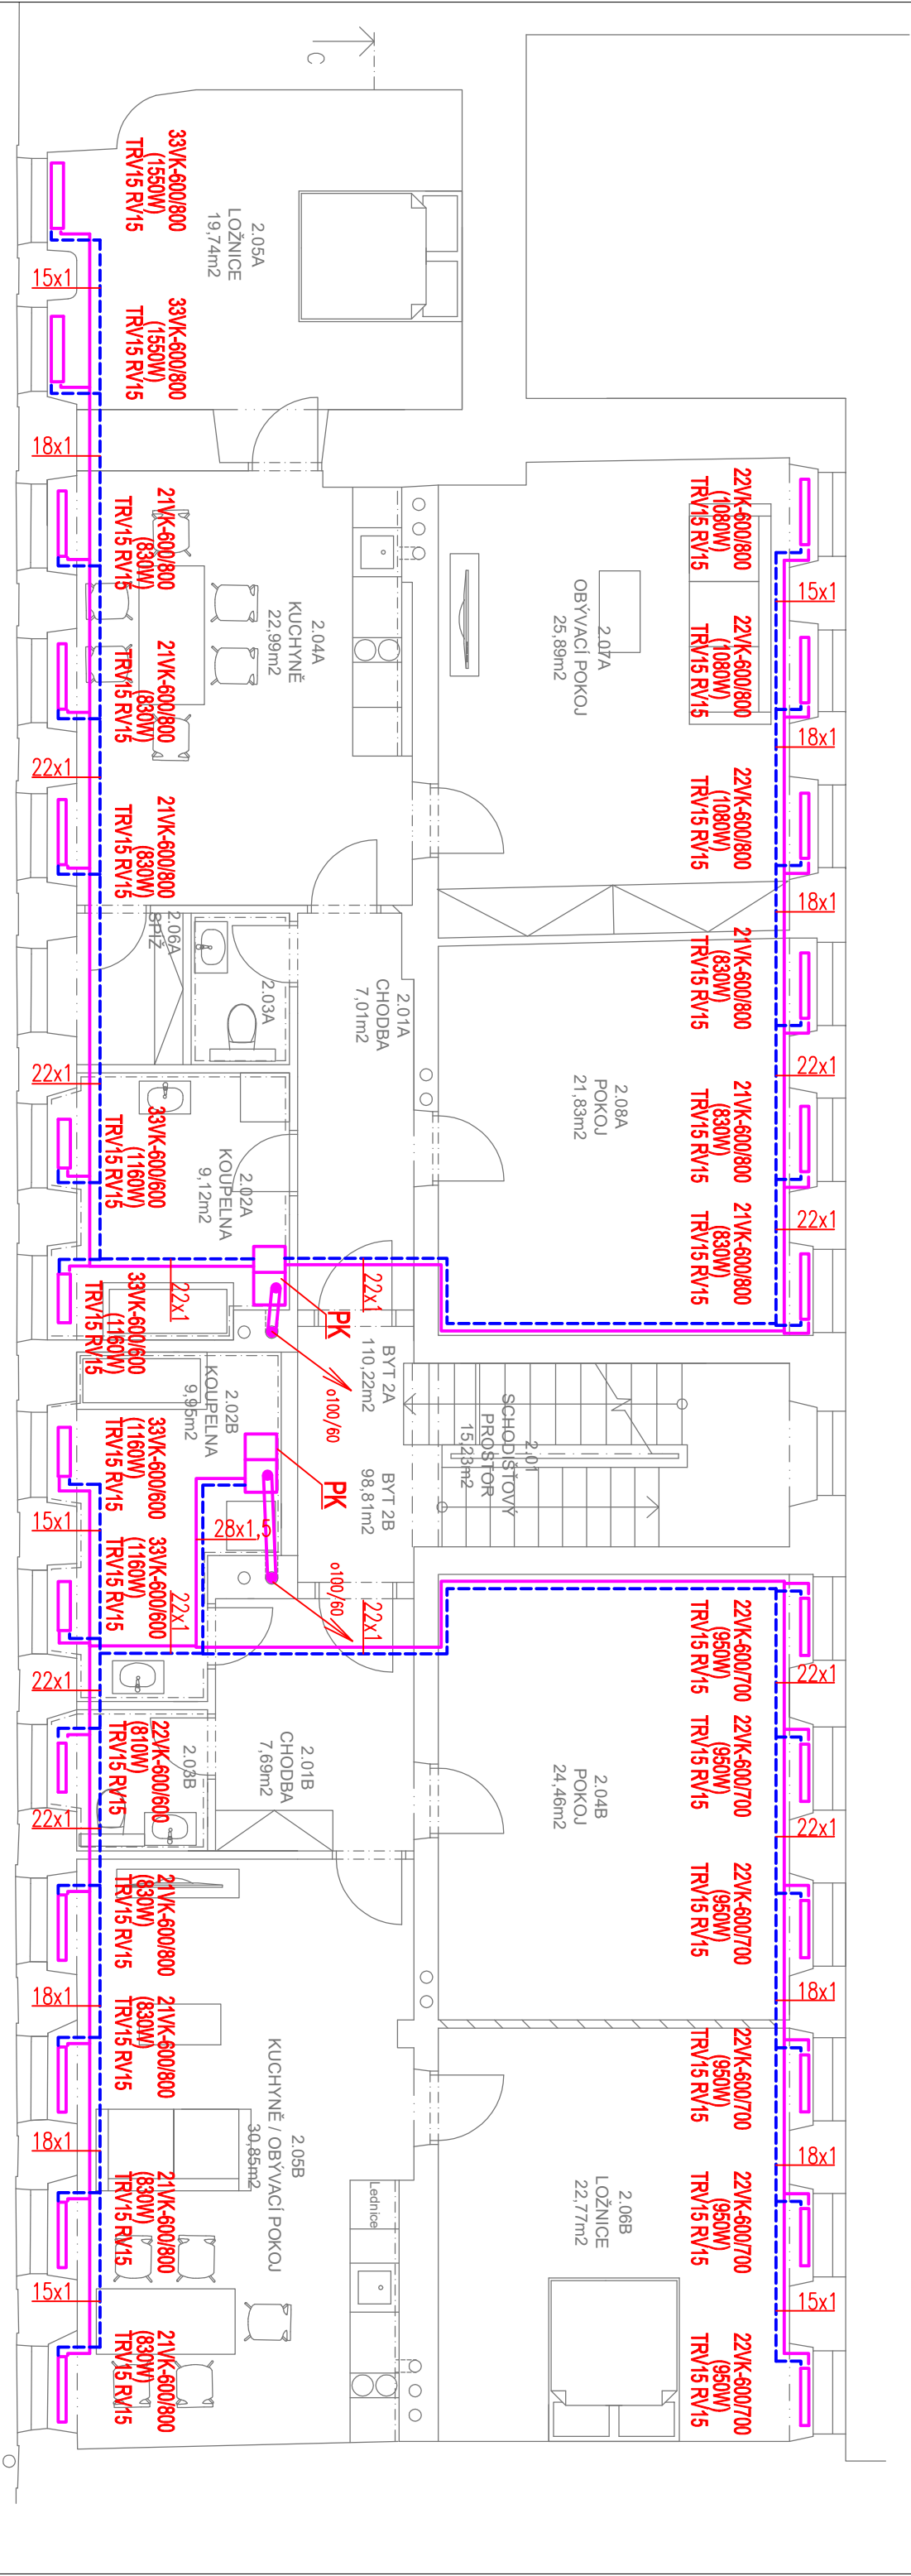 C
33VK-600/800
(1550W)
TRV15 RV15
2.05A
LOŽNICE
19,74m2
15x1
33VK-600/800
(1550W)
TRV15 RV15
18x1
21VK-600/800
(830W)
TRV15 RV15
2.04A
KUCHYNĚ
22,99m2
21VK-600/800
(830W)
TRV15 RV15
22x1
21VK-600/800
(830W)
TRV15 RV15
22VK-600/800
(1080W)
TRV15 RV15
15x1
2.07A
OBÝVACÍ POKOJ
25,89m2
22VK-600/800
(1080W)
TRV15 RV15
18x1
22VK-600/800
(1080W)
TRV15 RV15
18x1
2.06A
SPÍŽ
2.03A
2.01A
CHODBA
7,01m2
22x1
21VK-600/800
(830W)
TRV15 RV15
22x1
2.08A
POKOJ
21,83m2
21VK-600/800
(830W)
TRV15 RV15
22x1
21VK-600/800
(830W)
TRV15 RV15
33VK-600/600
(1160W)
TRV15 RV15
2.02A
KOUPELNA
9,12m2
22x1
22x1
PK
33VK-600/600
(1160W)
TRV15 RV15
BYT 2A
110,22m2
o100/60
2.02B
KOUPELNA
9,95m2
33VK-600/600
(1160W)
TRV15 RV15
PK
BYT 2B
98,81m2
2.01
SCHODIŠŤOVÝ
PROSTOR
15,23m2
15x1
28x1,5
33VK-600/600
(1160W)
TRV15 RV15
o100/60
22x1
22x1
22x1
22VK-600/600
(810W)
TRV15 RV15
2.03B
2.01B
CHODBA
7,69m2
22x1
22VK-600/700
(950W)
TRV15 RV15
22x1
22VK-600/700
(950W)
TRV15 RV15
2.04B
POKOJ
24,46m2
22x1
22VK-600/700
(950W)
TRV15 RV15
18x1
21VK-600/800
(830W)
TRV15 RV15
18x1
21VK-600/800
(830W)
TRV15 RV15
2.05B
KUCHYNĚ / OBÝVACÍ POKOJ
30,85m2
18x1
21VK-600/800
(830W)
TRV15 RV15
Lednice
15x1
21VK-600/800
(830W)
TRV15 RV15
22VK-600/700
(950W)
TRV15 RV15
18x1
2.06B
LOŽNICE
22,77m2
22VK-600/700
(950W)
TRV15 RV15
15x1
22VK-600/700
(950W)
TRV15 RV15